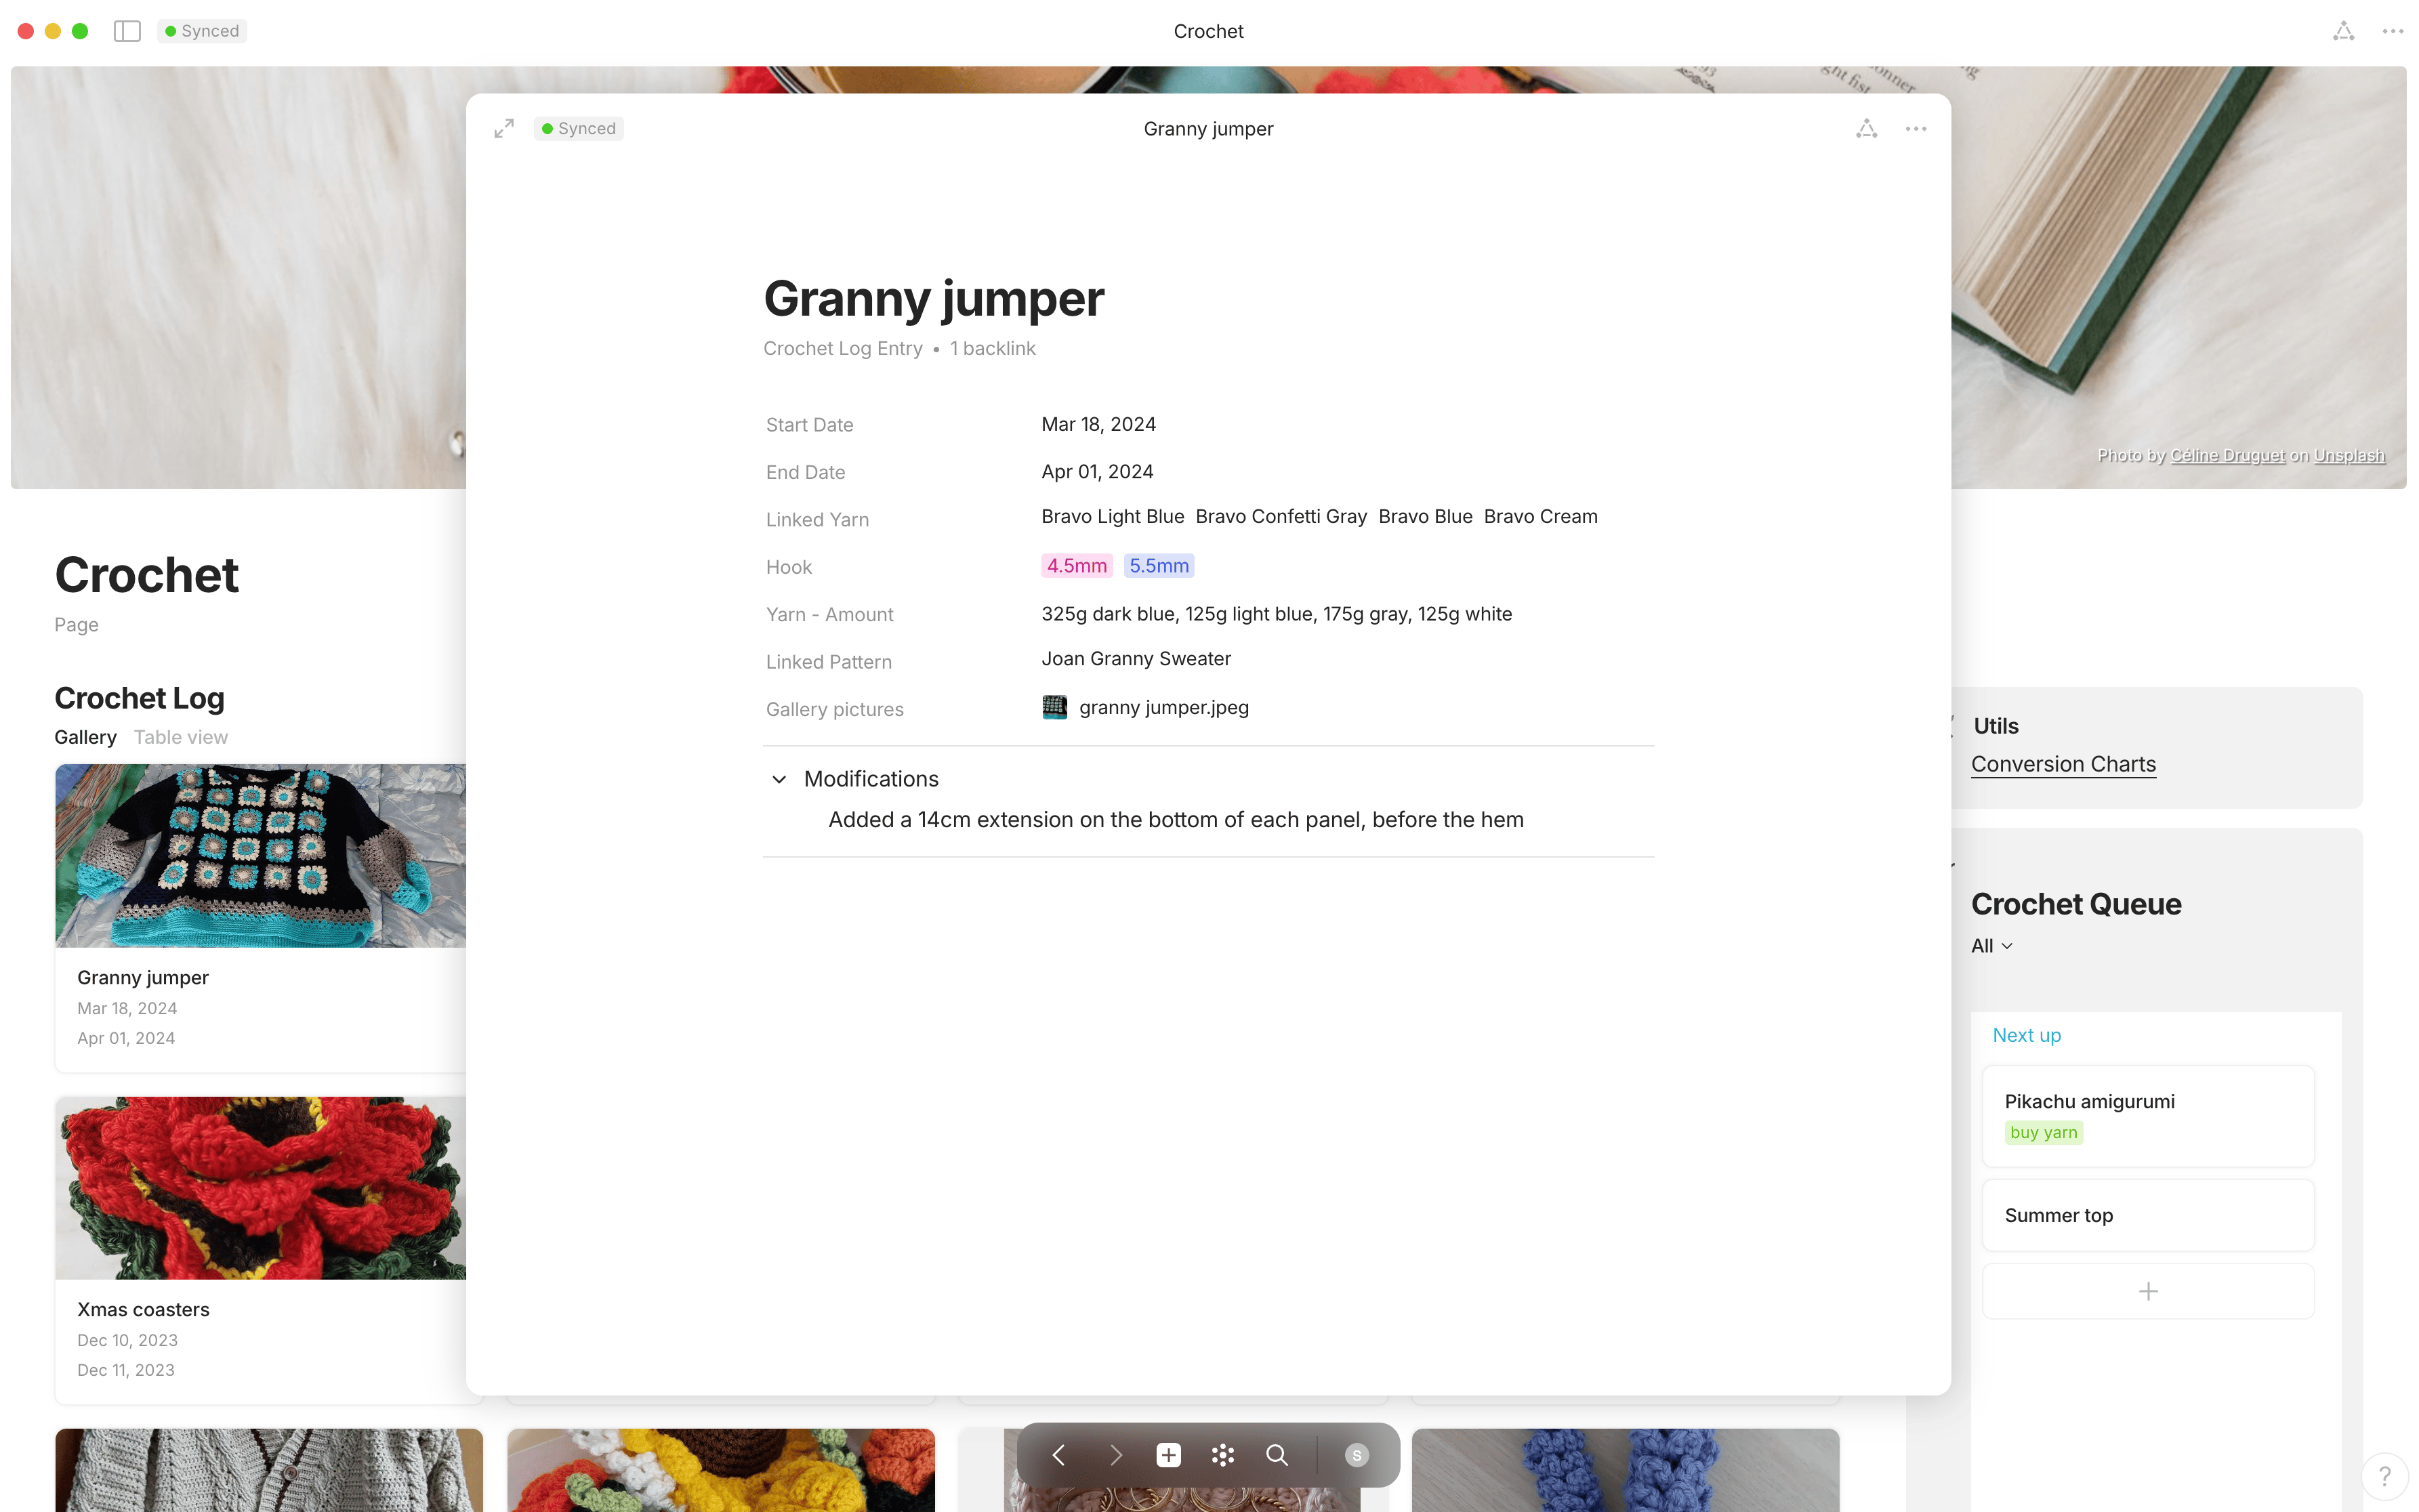 Synced
Crochet
93
ght fist
onner
Synced
Granny jumper
Granny jumper
Crochet Log Entry • 1 backlink
Start Date Mar 18, 2024
End Date Apr 01, 2024
Linked Yarn Bravo Light Blue Bravo Confetti Gray Bravo Blue Bravo Cream
Hook 4.5mm 5.5mm
Yarn - Amount 325g dark blue, 125g light blue, 175g gray, 125g white
Linked Pattern Joan Granny Sweater
Gallery pictures granny jumper.jpeg
Modifications
Added a 14cm extension on the bottom of each panel, before the hem
Photo by Céline Druguet on Unsplash
Crochet
Page
Crochet Log
Gallery Table view
Granny jumper
Mar 18, 2024
Apr 01, 2024
Xmas coasters
Dec 10, 2023
Dec 11, 2023
Utils
Conversion Charts
Crochet Queue
All
Next up
Pikachu amigurumi
buy yarn
Summer top
S
?